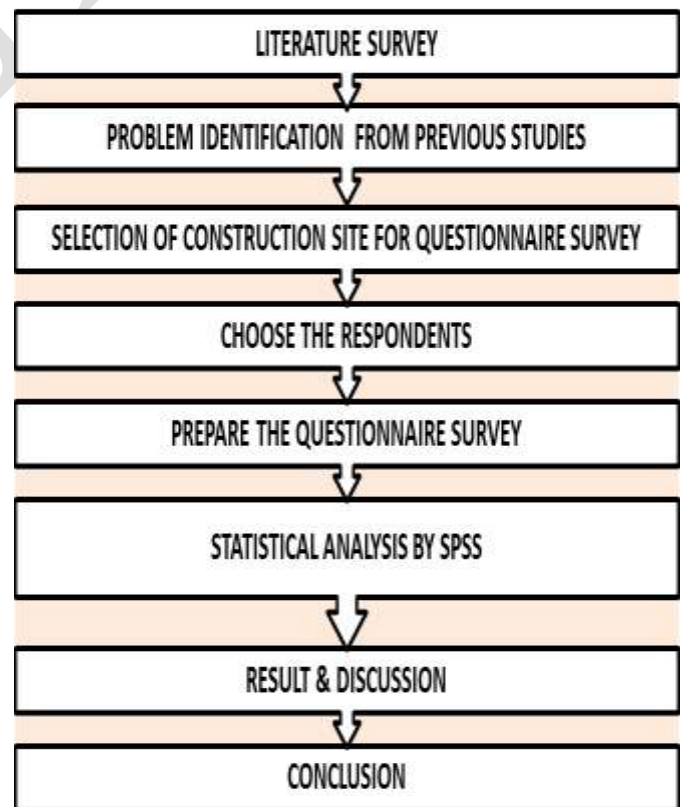 LITERATURE SURVEY
PROBLEM IDENTIFICATION FROM PREVIOUS STUDIES
SELECTION OF CONSTRUCTION SITE FOR QUESTIONNAIRE SURVEY
CHOOSE THE RESPONDENTS
PREPARE THE QUESTIONNAIRE SURVEY
STATISTICAL ANALYSIS BY SPSS
RESULT & DISCUSSION
CONCLUSION